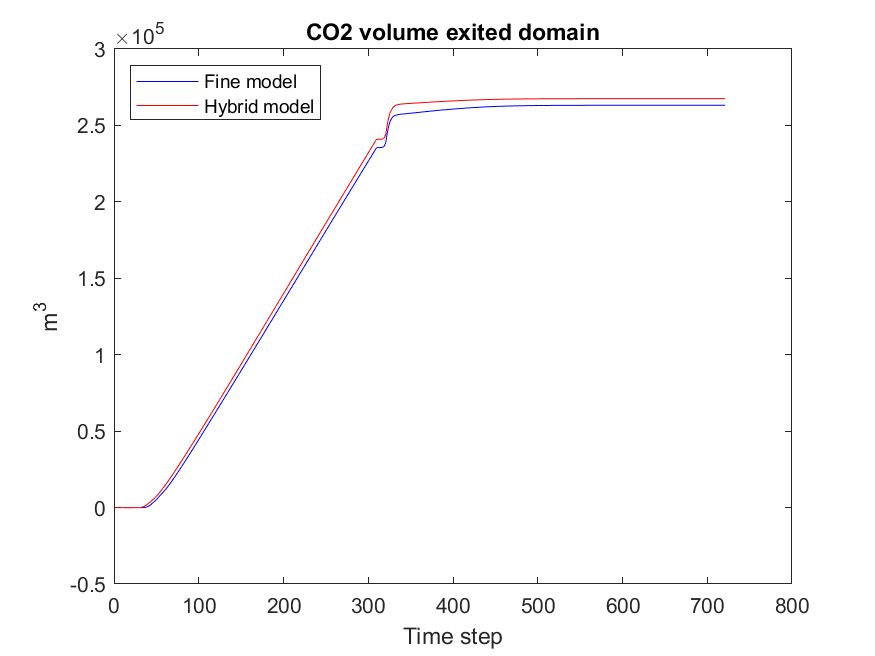 CO2 volume exited domain
×10⁵
3
2.5
2
1.5
1
0.5
0
-0.5
m³
Fine model
Hybrid model
0 100 200 300 400 500 600 700 800
Time step